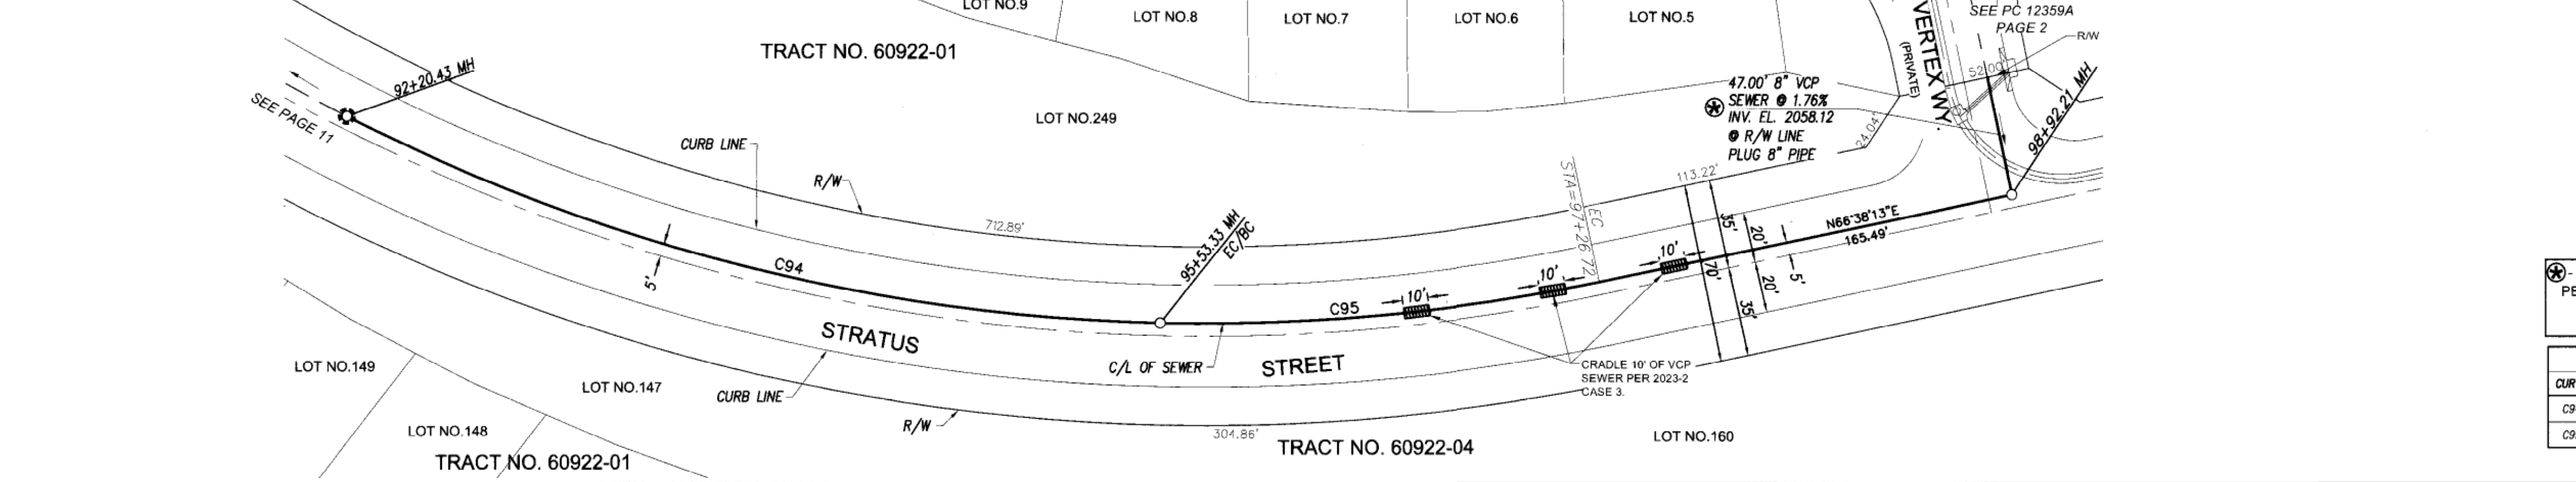 LOT NO.9
LOT NO.8
LOT NO.7
LOT NO.6
LOT NO.5
SEE PC 12359A
PAGE 2
R/W
VERTEX WY.
(PRIVATE)
TRACT NO. 60922-01
92+20.43 MH
SEE PAGE 11
47.00' 8" VCP
SEWER @ 1.76%
INV. EL. 2058.12
@ R/W LINE
PLUG 8" PIPE
24.04'
98+92.21 MH
LOT NO.249
CURB LINE
R/W
712.89'
95+53.33 MH
EC/BC
EC
STA=97+26.72
113.22'
35'
20'
N66°38'13"E
165.49'
70'
5'
20'
35'
5'
C94
10'
10'
10'
C95
STRATUS
STREET
C/L OF SEWER
CRADLE 10' OF VCP
SEWER PER 2023-2
CASE 3.
LOT NO.149
LOT NO.147
CURB LINE
R/W
304.86'
LOT NO.148
TRACT NO. 60922-01
TRACT NO. 60922-04
LOT NO.160
PE
CUR
C9
C9